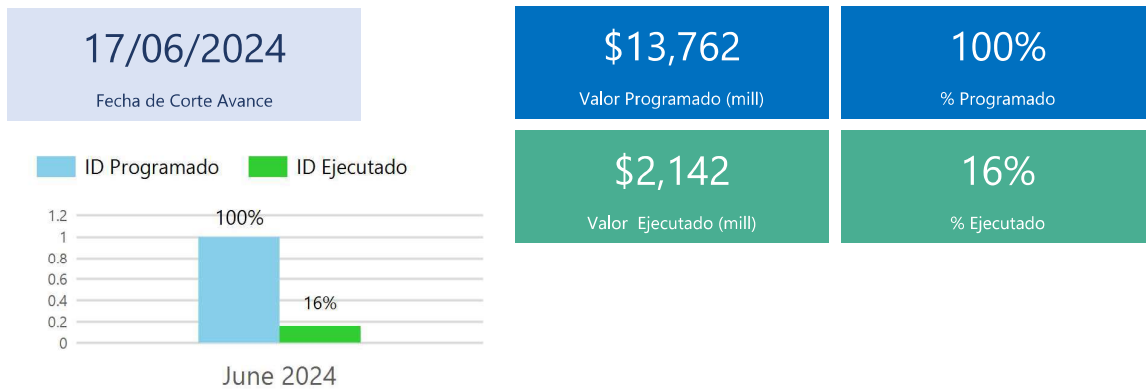 17/06/2024
Fecha de Corte Avance
$13,762
Valor Programado (mill)
100%
% Programado
$2,142
Valor Ejecutado (mill)
16%
% Ejecutado
ID Programado
ID Ejecutado
1.2
1
0.8
0.6
0.4
0.2
0
100%
16%
June 2024